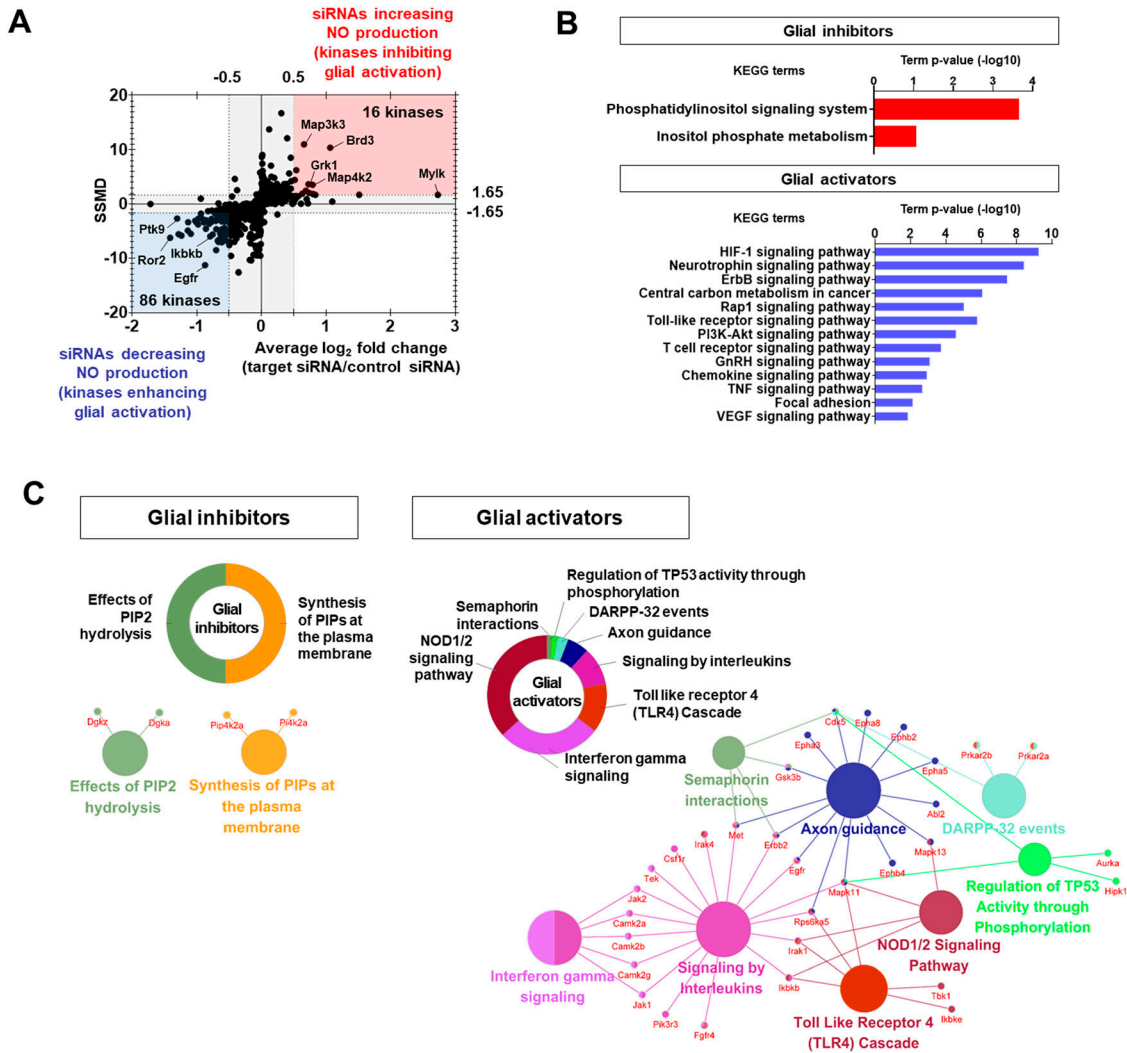 A
siRNAs increasing
NO production
(kinases inhibiting
glial activation)
-0.5 0.5
20
16 kinases
Map3k3
Brd3
10
Grk1
Map4k2
Mylk
SSMD
1.65
0
-1.65
Ptk9
Ror2
Ikbkb
-10
Egfr
86 kinases
-20
-2 -1 0 1 2 3
Average log2 fold change
(target siRNA/control siRNA)
siRNAs decreasing
NO production
(kinases enhancing
glial activation)
B
Glial inhibitors
Term p-value (-log10)
KEGG terms
0 1 2 3 4
Phosphatidylinositol signaling system
Inositol phosphate metabolism
Glial activators
Term p-value (-log10)
KEGG terms
0 2 4 6 8 10
HIF-1 signaling pathway
Neurotrophin signaling pathway
ErbB signaling pathway
Central carbon metabolism in cancer
Rap1 signaling pathway
Toll-like receptor signaling pathway
PI3K-Akt signaling pathway
T cell receptor signaling pathway
GnRH signaling pathway
Chemokine signaling pathway
TNF signaling pathway
Focal adhesion
VEGF signaling pathway
C
Glial inhibitors
Effects of
PIP2
hydrolysis
Glial
inhibitors
Synthesis
of PIPs at
the plasma
membrane
Dgkz
Dgka
Pip4k2a
Pi4k2a
Effects of PIP2
hydrolysis
Synthesis of PIPs at
the plasma
membrane
Glial activators
Regulation of TP53 activity through
phosphorylation
Semaphorin
interactions
DARPP-32 events
Axon guidance
NOD1/2
signaling
pathway
Signaling by interleukins
Glial
activators
Toll like receptor 4
(TLR4) Cascade
Interferon gamma
signaling
Cdk5
Epha8
Ephb2
Epha3
Prkar2b
Prkar2a
Epha5
Gsk3b
Semaphorin
interactions
Abl2
Axon guidance
DARPP-32 events
Met
Irak4
Erbb2
Mapk13
Csf1r
Egfr
Ephb4
Aurka
Tek
Mapk11
Hipk1
Jak2
Regulation of TP53
Activity through
Phosphorylation
Camk2a
Rps6ka5
Camk2b
Irak1
NOD1/2 Signaling
Pathway
Camk2g
Interferon gamma
signaling
Signaling by
Interleukins
Ikbkb
Jak1
Tbk1
Pik3r3
Ikbke
Fgfr4
Toll Like Receptor 4
(TLR4) Cascade